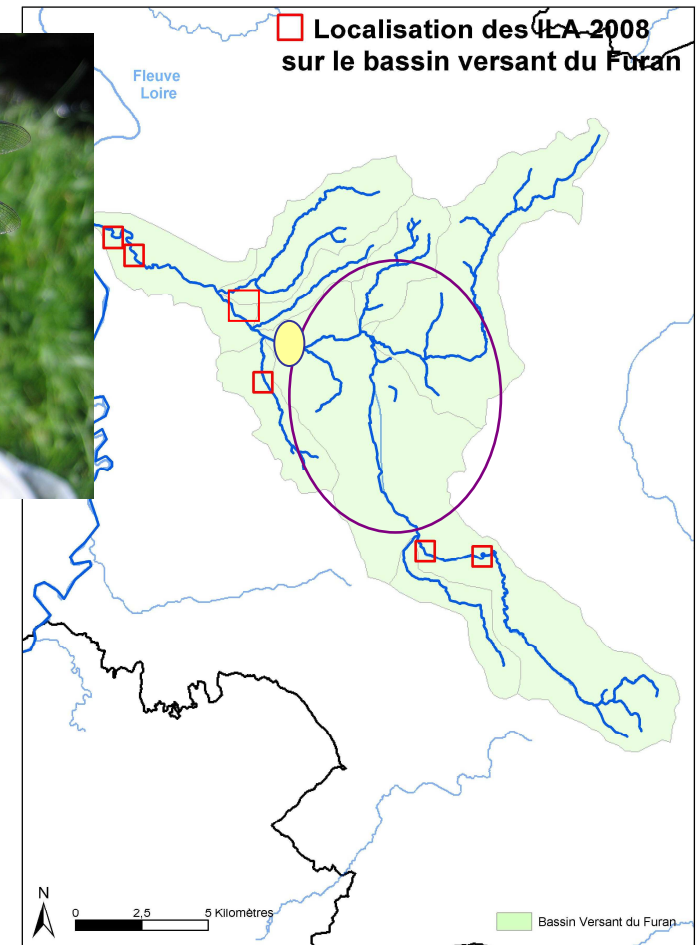 Localisation des ILA 2008
sur le bassin versant du Furan
Fleuve
Loire
N
0 2,5 5 Kilomètres
Bassin Versant du Furan